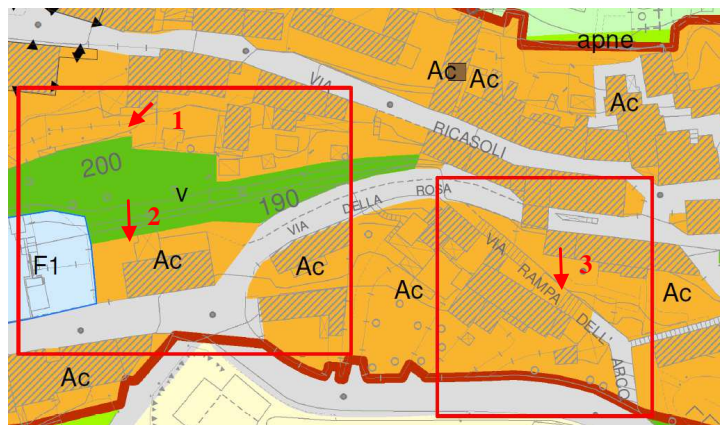 apne
Ac
Ac
Ac
VIA
RICASOLI
1
200
190
V
2
VIA DELLA ROSA
F1
Ac
Ac
Ac
VIA RAMPA DELL' ARCO
3
Ac
Ac